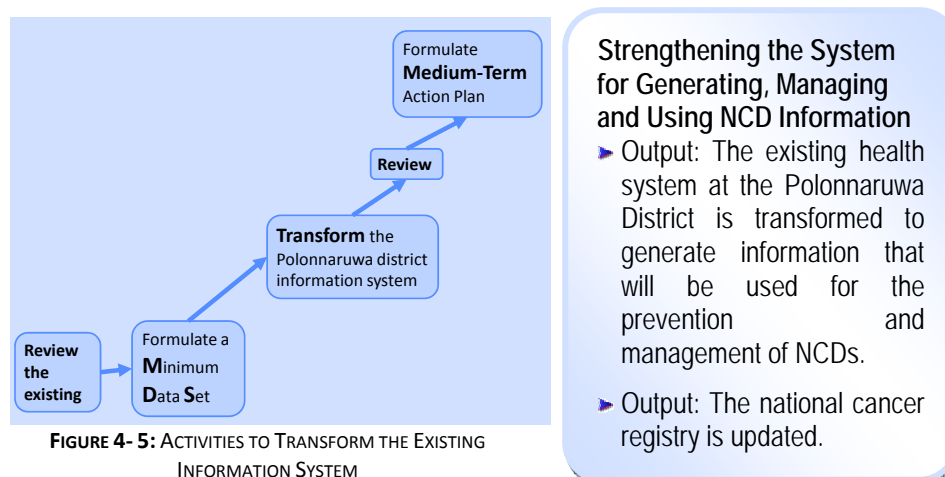 Formulate
Medium-Term
Action Plan
Review
Transform the
Polonnaruwa district
information system
Formulate a
Minimum
Data Set
Review
the
existing
FIGURE 4- 5: ACTIVITIES TO TRANSFORM THE EXISTING
INFORMATION SYSTEM
Strengthening the System
for Generating, Managing
and Using NCD Information
Output: The existing health
system at the Polonnaruwa
District is transformed to
generate information that
will be used for the
prevention and
management of NCDs.
Output: The national cancer
registry is updated.